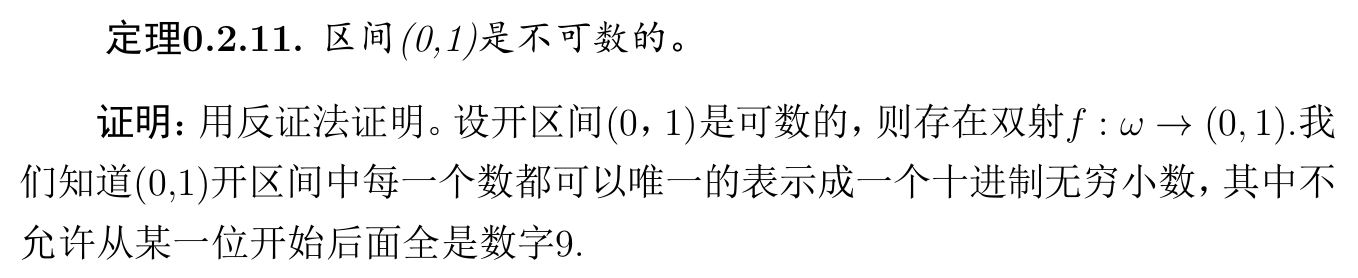 定理0.2.11. 区间(0,1)是不可数的。
证明: 用反证法证明。设开区间(0, 1)是可数的, 则存在双射f : ω → (0, 1).我
们知道(0,1)开区间中每一个数都可以唯一的表示成一个十进制无穷小数, 其中不
允许从某一位开始后面全是数字9.